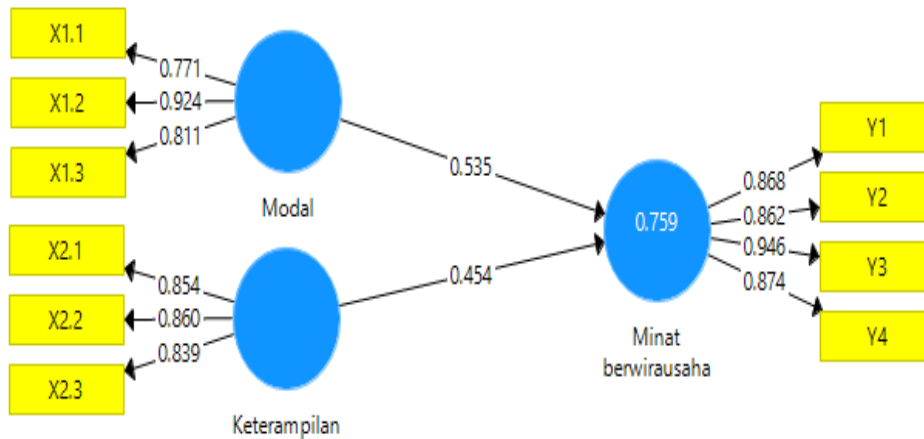 X1.1
0.771
X1.2
0.924
X1.3
0.811
Modal
0.535
X2.1
0.854
X2.2
0.860
X2.3
0.839
Keterampilan
0.454
0.759
Minat
berwirausaha
Y1
0.868
Y2
0.862
Y3
0.946
Y4
0.874